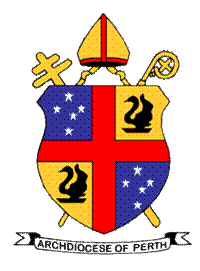 ARCHDIOCESE OF PERTH